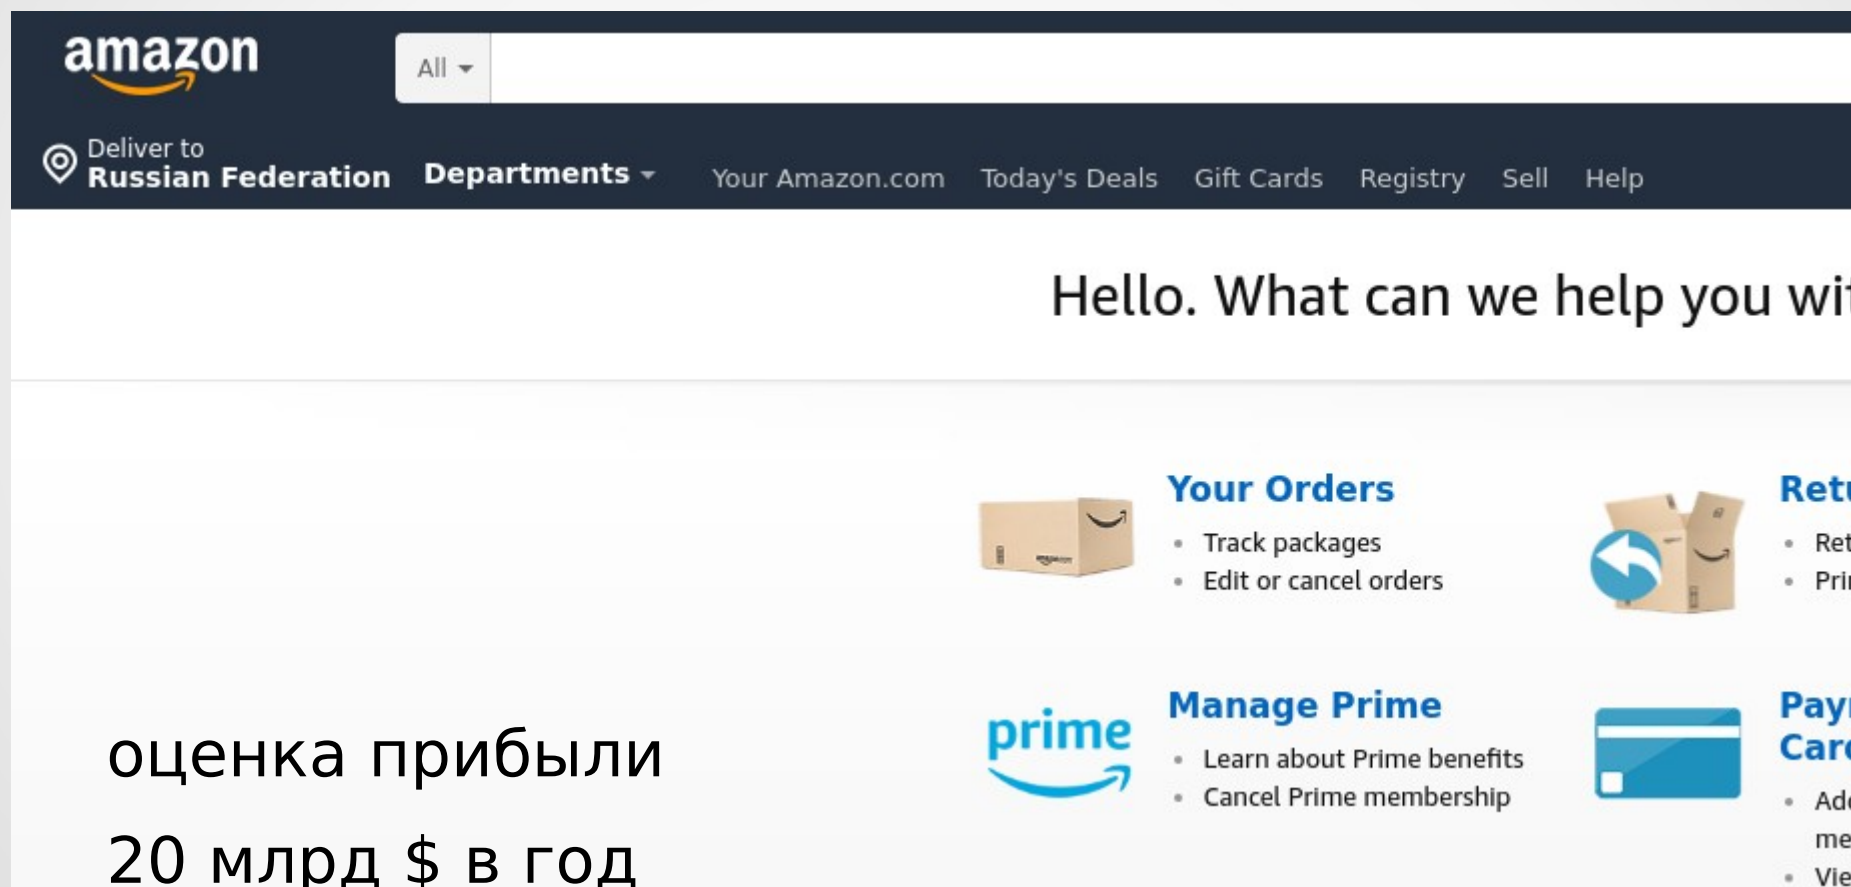 amazon
All
Deliver to
Russian Federation
Departments
Your Amazon.com
Today's Deals
Gift Cards
Registry
Sell
Help
Hello. What can we help you
Your Orders
Track packages
Edit or cancel orders
prime
Manage Prime
Learn about Prime benefits
Cancel Prime membership
оценка прибыли
20 млрд $ в год